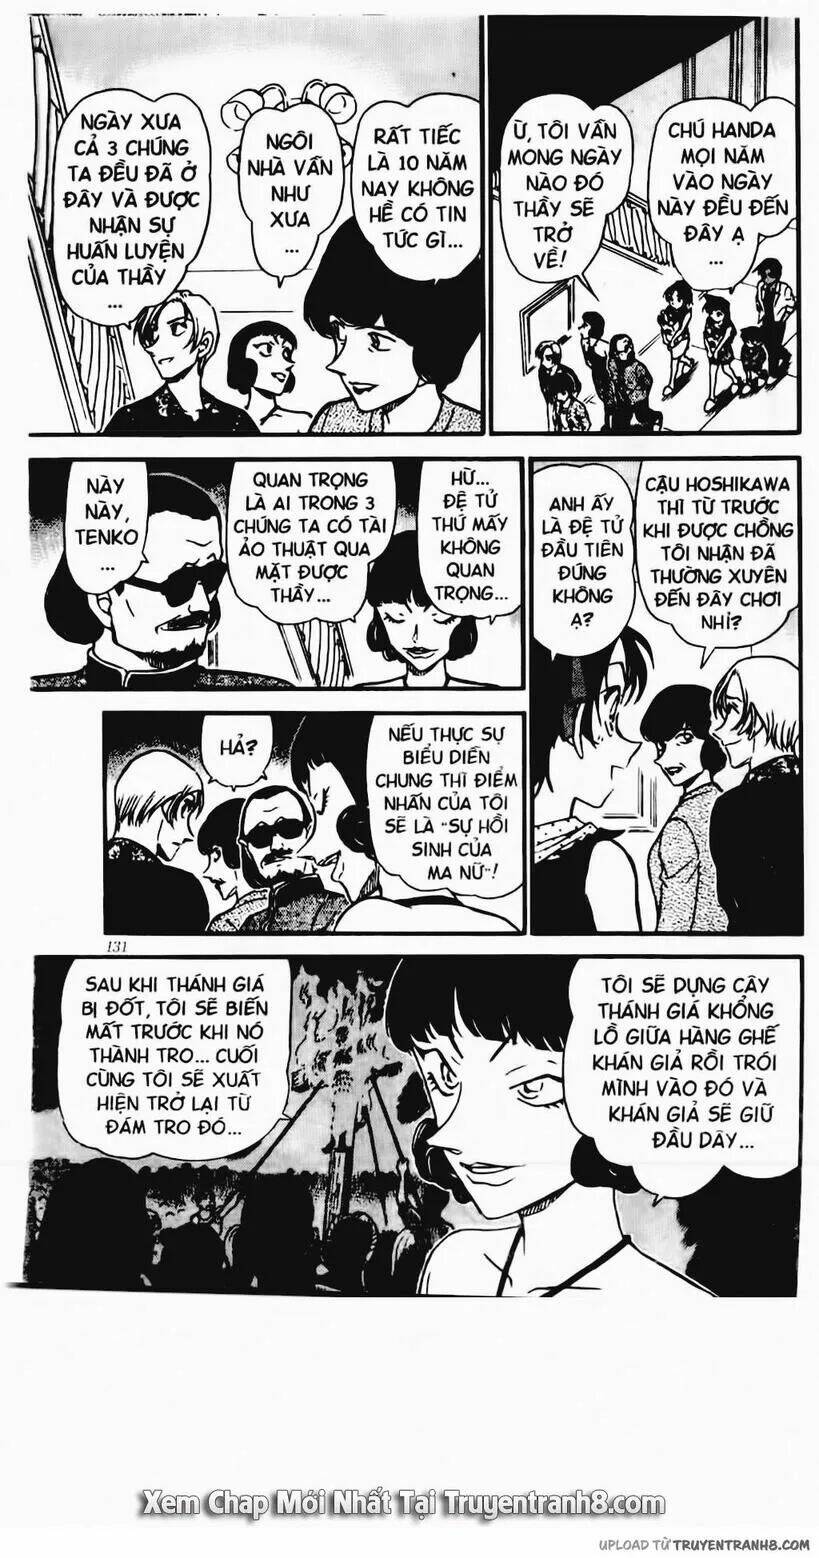 CHÚ HANDA
MỌI NĂM
VÀO NGÀY
NÀY ĐỀU ĐẾN
ĐÂY Ạ
...
Ừ, TÔI VẪN
MONG NGÀY
NÀO ĐÓ
THẦY SẼ
TRỞ
VỀ!
RẤT TIẾC
LÀ 10 NĂM
NAY KHÔNG
HỀ CÓ TIN
TỨC GÌ...
NGÔI
NHÀ VẪN
NHƯ
XƯA
...
NGÀY XƯA
CẢ 3 CHÚNG
TA ĐỀU ĐÃ Ở
ĐÂY VÀ ĐƯỢC
NHẬN SỰ
HUẤN LUYỆN
CỦA THẦY
...
CẬU HOSHIKAWA
THÌ TỪ TRƯỚC
KHI ĐƯỢC CHỒNG
TÔI NHẬN ĐÃ
THƯỜNG XUYÊN
ĐẾN ĐÂY CHƠI
NHỈ?
ANH ẤY
LÀ ĐỆ TỬ
ĐẦU TIÊN
ĐÚNG
KHÔNG
Ạ?
HỪ...
ĐỆ TỬ
THỨ MẤY
KHÔNG
QUAN
TRỌNG...
QUAN TRỌNG
LÀ AI TRONG 3
CHÚNG TA CÓ TÀI
ẢO THUẬT QUA
MẶT ĐƯỢC
THẦY...
NÀY
NÀY,
TENKO
...
NẾU THỰC SỰ
BIỂU DIỄN
CHUNG THÌ ĐIỂM
NHẤN CỦA TÔI
SẼ LÀ "SỰ HỒI
SINH CỦA
MA NỮ"!
HẢ?
131
TÔI SẼ DỰNG CÂY
THÁNH GIÁ KHỔNG
LỒ GIỮA HÀNG GHẾ
KHÁN GIẢ RỒI TRÓI
MÌNH VÀO ĐÓ VÀ
KHÁN GIẢ SẼ GIỮ
ĐẦU DÂY...
SAU KHI THÁNH GIÁ
BỊ ĐỐT, TÔI SẼ BIẾN
MẤT TRƯỚC KHI NÓ
THÀNH TRO... CUỐI
CÙNG TÔI SẼ XUẤT
HIỆN TRỞ LẠI TỪ
ĐÁM TRO ĐÓ...
Xem Chap Mới Nhất Tại Truyentranh8.com
UPLOAD TỪ TRUYENTRANH8.COM